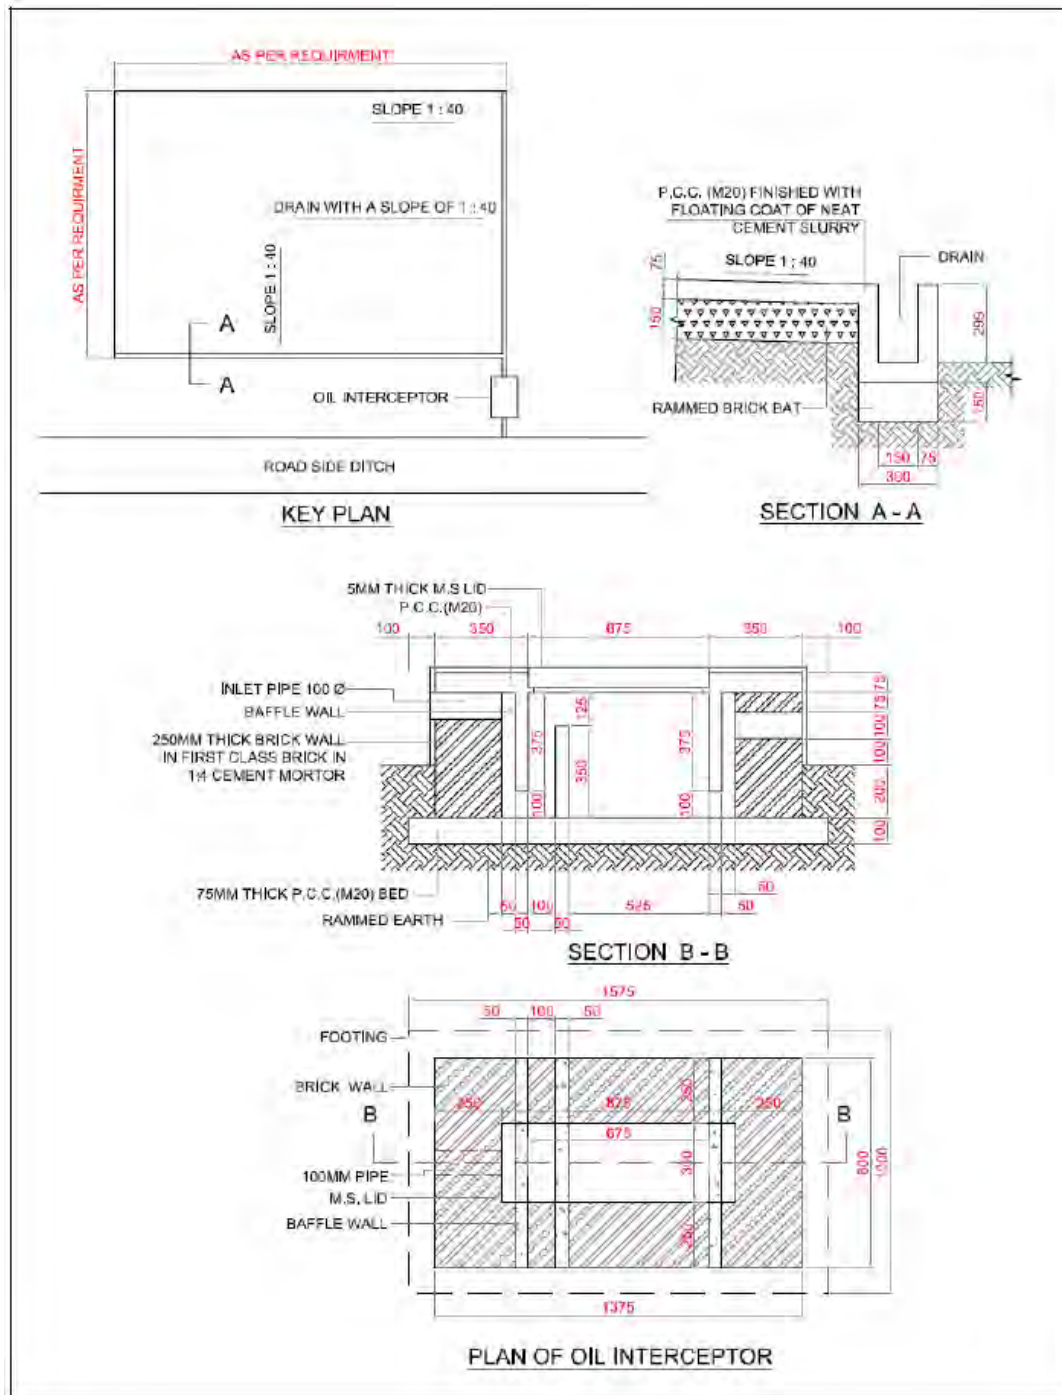 AS PER REQUIRMENT
SLOPE 1 : 40
AS PER REQUIRMENT
DRAIN WITH A SLOPE OF 1 : 40
SLOPE 1 : 40
A
A
OIL INTERCEPTOR
ROAD SIDE DITCH
KEY PLAN
P.C.C. (M20) FINISHED WITH
FLOATING COAT OF NEAT
CEMENT SLURRY
SLOPE 1 : 40
DRAIN
75
150
299
150
RAMMED BRICK BAT
150 75
300
SECTION A - A
5MM THICK M.S LID
P.C.C.(M20)
100 350 675 350 100
INLET PIPE 100 Ø
BAFFLE WALL
250MM THICK BRICK WALL
IN FIRST CLASS BRICK IN
1:4 CEMENT MORTOR
125
375
350
100
375
100
75
75
100
100
200
100
75MM THICK P.C.C.(M20) BED
RAMMED EARTH
50 100 525 50
50 50
50
SECTION B - B
1575
50 100 50
FOOTING
BRICK WALL
250 875 250
250
B B
675
300
800
1000
100MM PIPE
M.S. LID
BAFFLE WALL
250
1375
PLAN OF OIL INTERCEPTOR